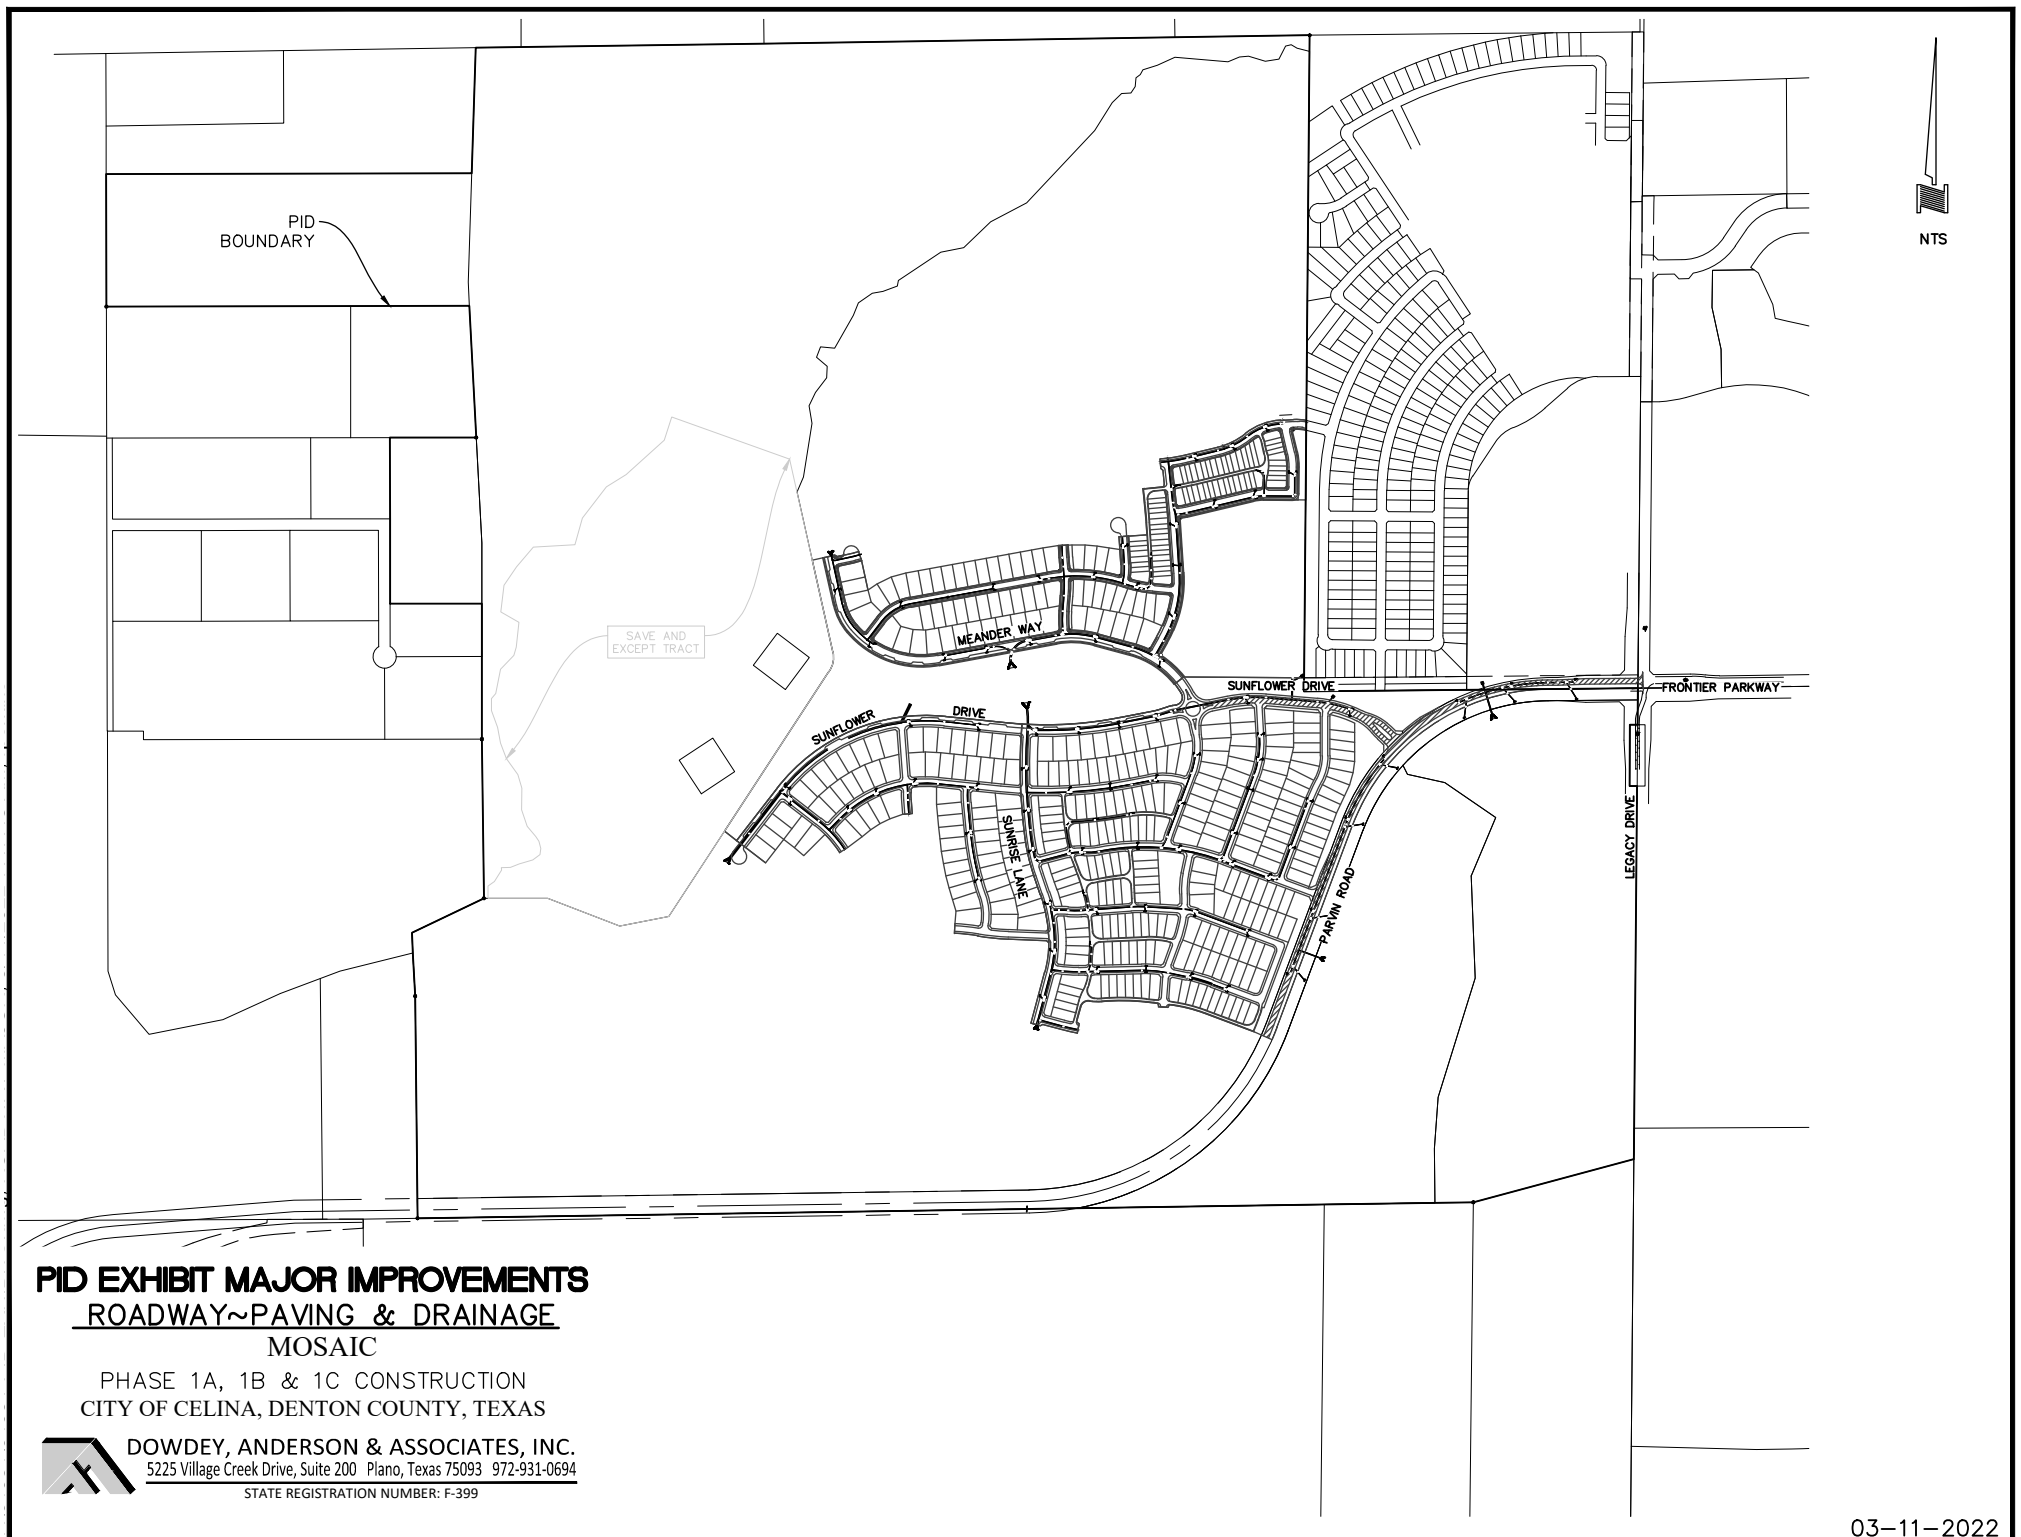 NTS
PID
BOUNDARY
SAVE AND
EXCEPT TRACT
MEANDER WAY
SUNFLOWER DRIVE
FRONTIER PARKWAY
SUNFLOWER DRIVE
SUNRISE LANE
PARVIN ROAD
LEGACY DRIVE
PID EXHIBIT MAJOR IMPROVEMENTS
ROADWAY~PAVING & DRAINAGE
MOSAIC
PHASE 1A, 1B & 1C CONSTRUCTION
CITY OF CELINA, DENTON COUNTY, TEXAS
DOWDEY, ANDERSON & ASSOCIATES, INC.
5225 Village Creek Drive, Suite 200 Plano, Texas 75093 972-931-0694
STATE REGISTRATION NUMBER: F-399
03-11-2022